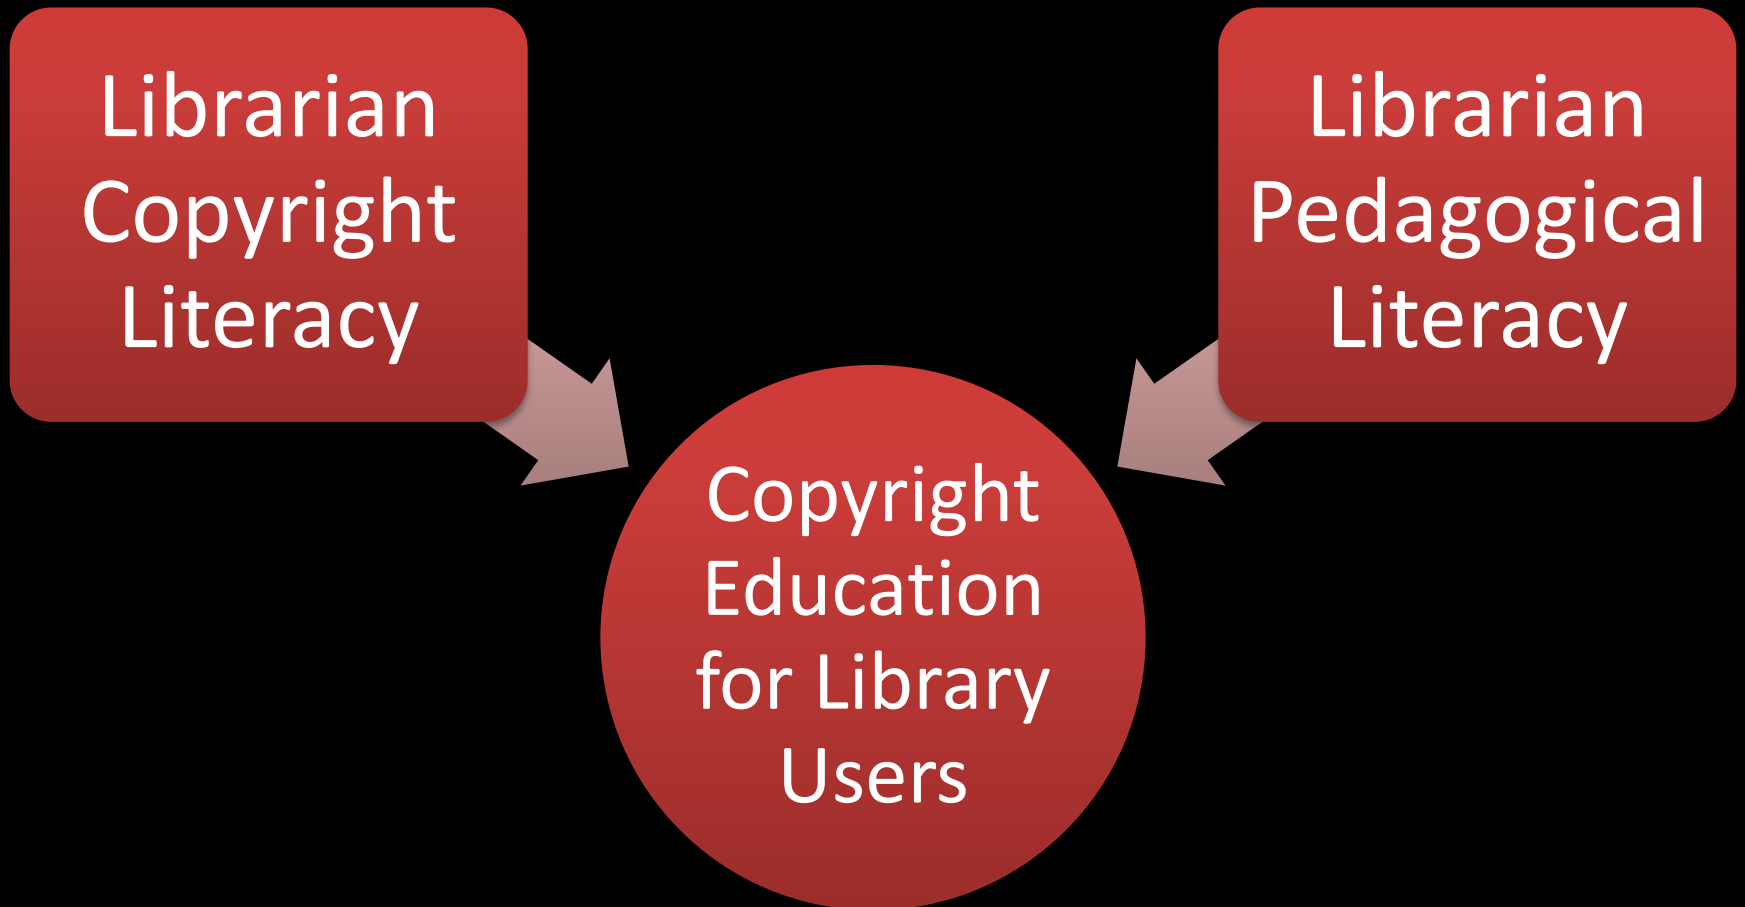 Librarian
Copyright
Literacy
Librarian
Pedagogical
Literacy
Copyright
Education
for Library
Users